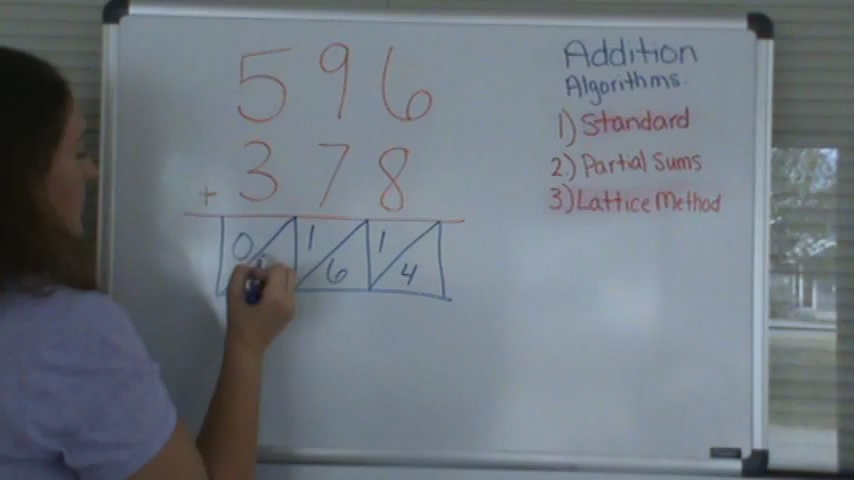 596
+ 378
0 1 6 1 4
Addition
Algorithms.
1) Standard
2.) Partial Sums
3.) Lattice Method